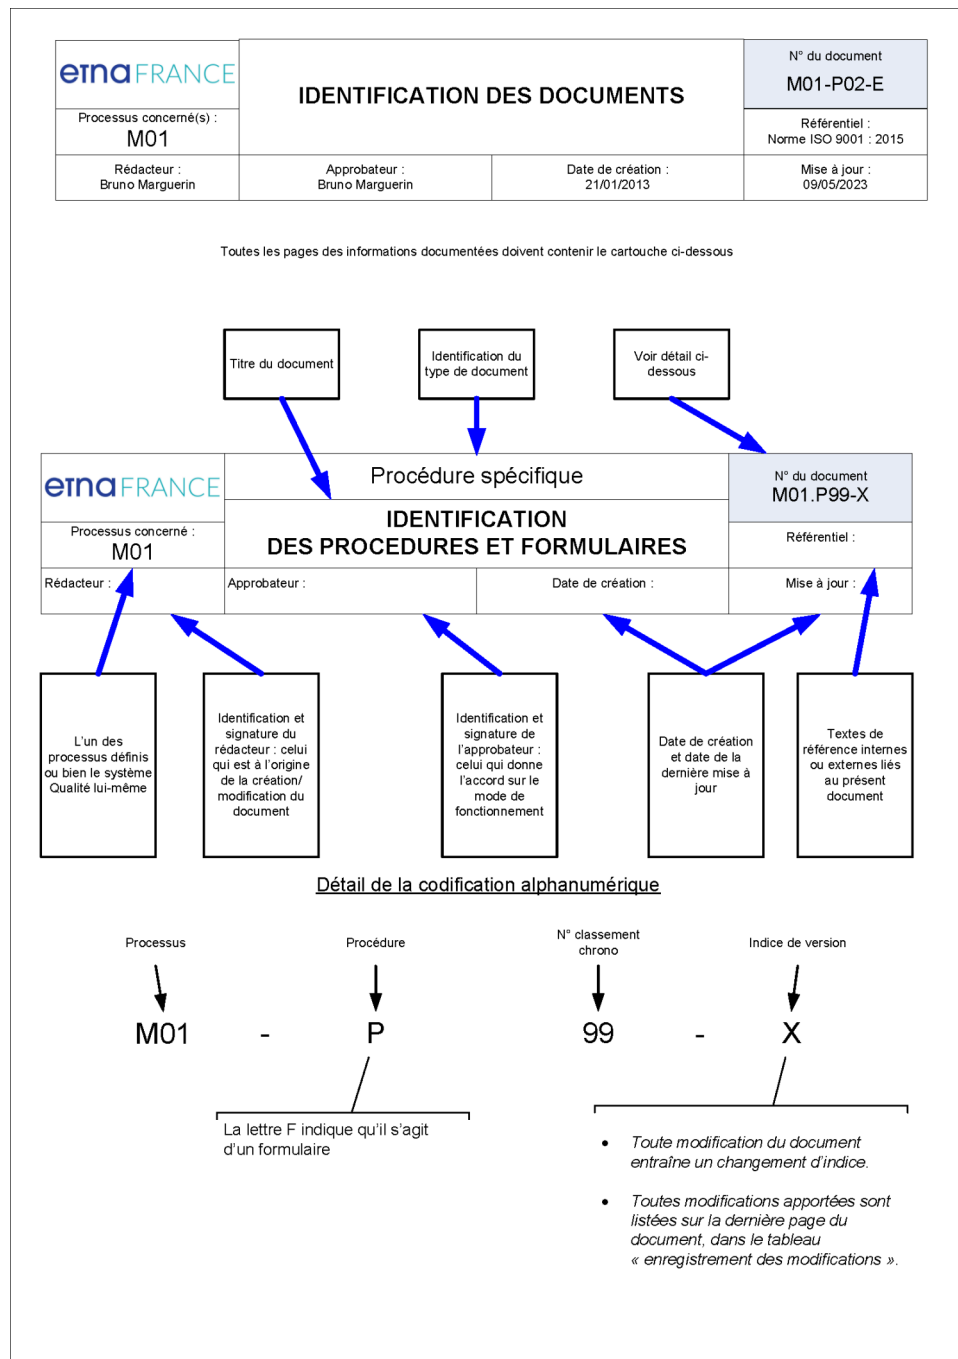 etna FRANCE
IDENTIFICATION DES DOCUMENTS
N° du document
M01-P02-E
Processus concerné(s) :
M01
Référentiel :
Norme ISO 9001 : 2015
Rédacteur :
Bruno Marguerin
Approbateur :
Bruno Marguerin
Date de création :
21/01/2013
Mise à jour :
09/05/2023
Toutes les pages des informations documentées doivent contenir le cartouche ci-dessous
Titre du document
Identification du
type de document
Voir détail ci-
dessous
etna FRANCE
Procédure spécifique
N° du document
M01.P99-X
IDENTIFICATION
DES PROCEDURES ET FORMULAIRES
Processus concerné :
M01
Référentiel :
Rédacteur :
Approbateur :
Date de création :
Mise à jour :
L'un des
processus définis
ou bien le système
Qualité lui-même
Identification et
signature du
rédacteur : celui
qui est à l'origine
de la création/
modification du
document
Identification et
signature de
l'approbateur :
celui qui donne
l'accord sur le
mode de
fonctionnement
Date de création
et date de la
dernière mise à
jour
Textes de
référence internes
ou externes liés
au présent
document
Détail de la codification alphanumérique
Processus
Procédure
N° classement
chrono
Indice de version
M01 - P 99 - X
La lettre F indique qu'il s'agit
d'un formulaire
• Toute modification du document
entraîne un changement d'indice.
• Toutes modifications apportées sont
listées sur la dernière page du
document, dans le tableau
« enregistrement des modifications ».